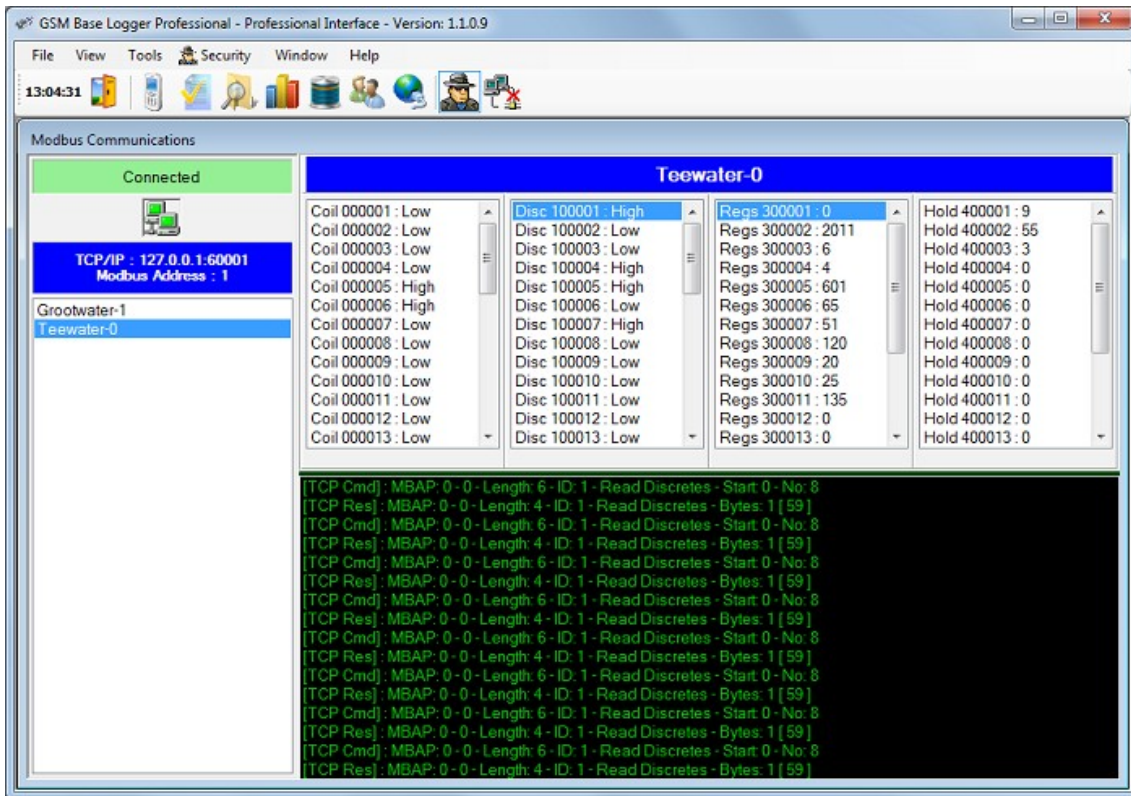 GSM Base Logger Professional - Professional Interface - Version: 1.1.0.9
File View Tools Security Window Help
13:04:31
Modbus Communications
Connected
TCP/IP : 127.0.0.1:60001
Modbus Address : 1
Grootwater-1
Teewater-0
Teewater-0
Coil 000001 : Low
Coil 000002 : Low
Coil 000003 : Low
Coil 000004 : Low
Coil 000005 : High
Coil 000006 : High
Coil 000007 : Low
Coil 000008 : Low
Coil 000009 : Low
Coil 000010 : Low
Coil 000011 : Low
Coil 000012 : Low
Coil 000013 : Low
Disc 100001 : High
Disc 100002 : Low
Disc 100003 : Low
Disc 100004 : High
Disc 100005 : High
Disc 100006 : Low
Disc 100007 : High
Disc 100008 : Low
Disc 100009 : Low
Disc 100010 : Low
Disc 100011 : Low
Disc 100012 : Low
Disc 100013 : Low
Regs 300001 : 0
Regs 300002 : 2011
Regs 300003 : 6
Regs 300004 : 4
Regs 300005 : 601
Regs 300006 : 65
Regs 300007 : 51
Regs 300008 : 120
Regs 300009 : 20
Regs 300010 : 25
Regs 300011 : 135
Regs 300012 : 0
Regs 300013 : 0
Hold 400001 : 9
Hold 400002 : 55
Hold 400003 : 3
Hold 400004 : 0
Hold 400005 : 0
Hold 400006 : 0
Hold 400007 : 0
Hold 400008 : 0
Hold 400009 : 0
Hold 400010 : 0
Hold 400011 : 0
Hold 400012 : 0
Hold 400013 : 0
[TCP Cmd] : MBAP: 0 - 0 - Length: 6 - ID: 1 - Read Discretes - Start: 0 - No: 8
[TCP Res] : MBAP: 0 - 0 - Length: 4 - ID: 1 - Read Discretes - Bytes: 1 [ 59 ]
[TCP Cmd] : MBAP: 0 - 0 - Length: 6 - ID: 1 - Read Discretes - Start: 0 - No: 8
[TCP Res] : MBAP: 0 - 0 - Length: 4 - ID: 1 - Read Discretes - Bytes: 1 [ 59 ]
[TCP Cmd] : MBAP: 0 - 0 - Length: 6 - ID: 1 - Read Discretes - Start: 0 - No: 8
[TCP Res] : MBAP: 0 - 0 - Length: 4 - ID: 1 - Read Discretes - Bytes: 1 [ 59 ]
[TCP Cmd] : MBAP: 0 - 0 - Length: 6 - ID: 1 - Read Discretes - Start: 0 - No: 8
[TCP Res] : MBAP: 0 - 0 - Length: 4 - ID: 1 - Read Discretes - Bytes: 1 [ 59 ]
[TCP Cmd] : MBAP: 0 - 0 - Length: 6 - ID: 1 - Read Discretes - Start: 0 - No: 8
[TCP Res] : MBAP: 0 - 0 - Length: 4 - ID: 1 - Read Discretes - Bytes: 1 [ 59 ]
[TCP Cmd] : MBAP: 0 - 0 - Length: 6 - ID: 1 - Read Discretes - Start: 0 - No: 8
[TCP Res] : MBAP: 0 - 0 - Length: 4 - ID: 1 - Read Discretes - Bytes: 1 [ 59 ]
[TCP Cmd] : MBAP: 0 - 0 - Length: 6 - ID: 1 - Read Discretes - Start: 0 - No: 8
[TCP Res] : MBAP: 0 - 0 - Length: 4 - ID: 1 - Read Discretes - Bytes: 1 [ 59 ]
[TCP Cmd] : MBAP: 0 - 0 - Length: 6 - ID: 1 - Read Discretes - Start: 0 - No: 8
[TCP Res] : MBAP: 0 - 0 - Length: 4 - ID: 1 - Read Discretes - Bytes: 1 [ 59 ]